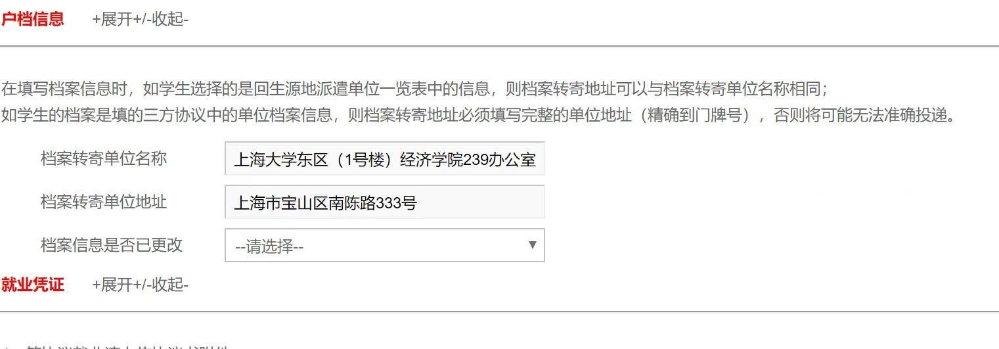 户档信息 +展开+/-收起-
在填写档案信息时，如学生选择的是回生源地派遣单位一览表中的信息，则档案转寄地址可以与档案转寄单位名称相同；
如学生的档案是填的三方协议中的单位档案信息，则档案转寄地址必须填写完整的单位地址（精确到门牌号），否则将可能无法准确投递。
档案转寄单位名称 上海大学东区（1号楼）经济学院239办公室
档案转寄单位地址 上海市宝山区南陈路333号
档案信息是否已更改 --请选择--
就业凭证 +展开+/-收起-